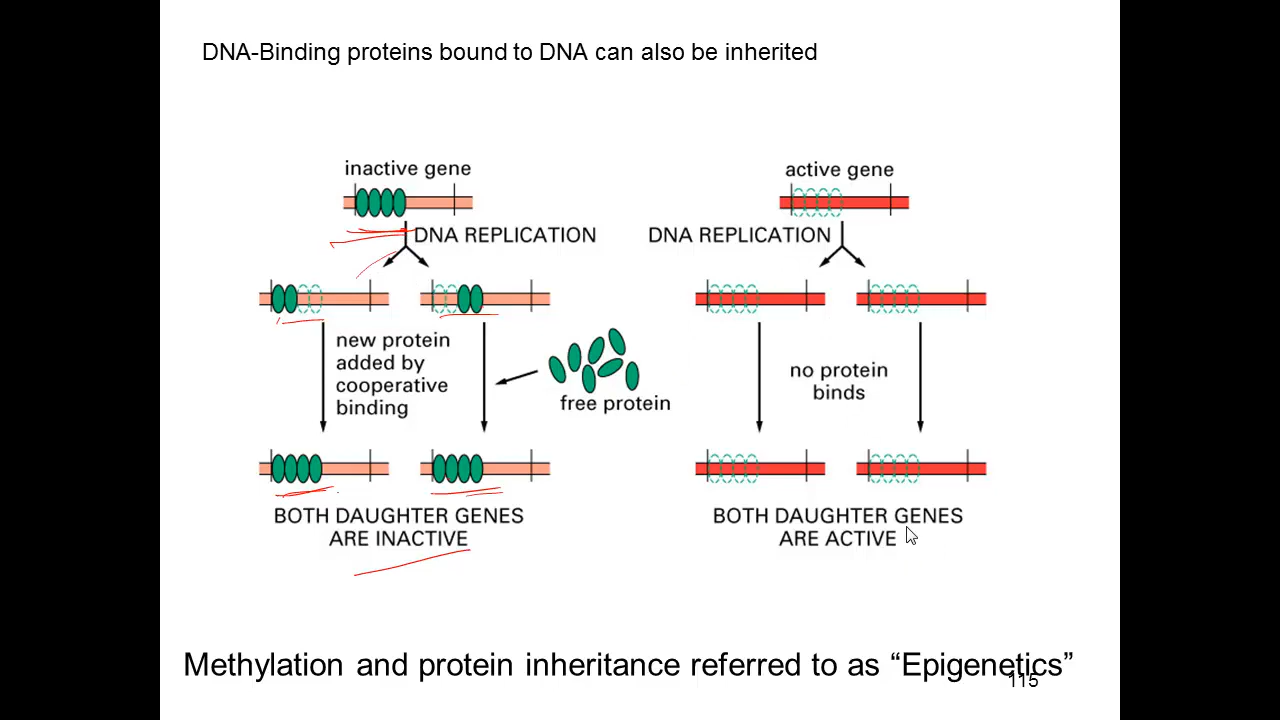 DNA-Binding proteins bound to DNA can also be inherited
inactive gene
DNA REPLICATION
new protein
added by
cooperative
binding
free protein
BOTH DAUGHTER GENES
ARE INACTIVE
active gene
DNA REPLICATION
no protein
binds
BOTH DAUGHTER GENES
ARE ACTIVE
Methylation and protein inheritance referred to as “Epigenetics”
115